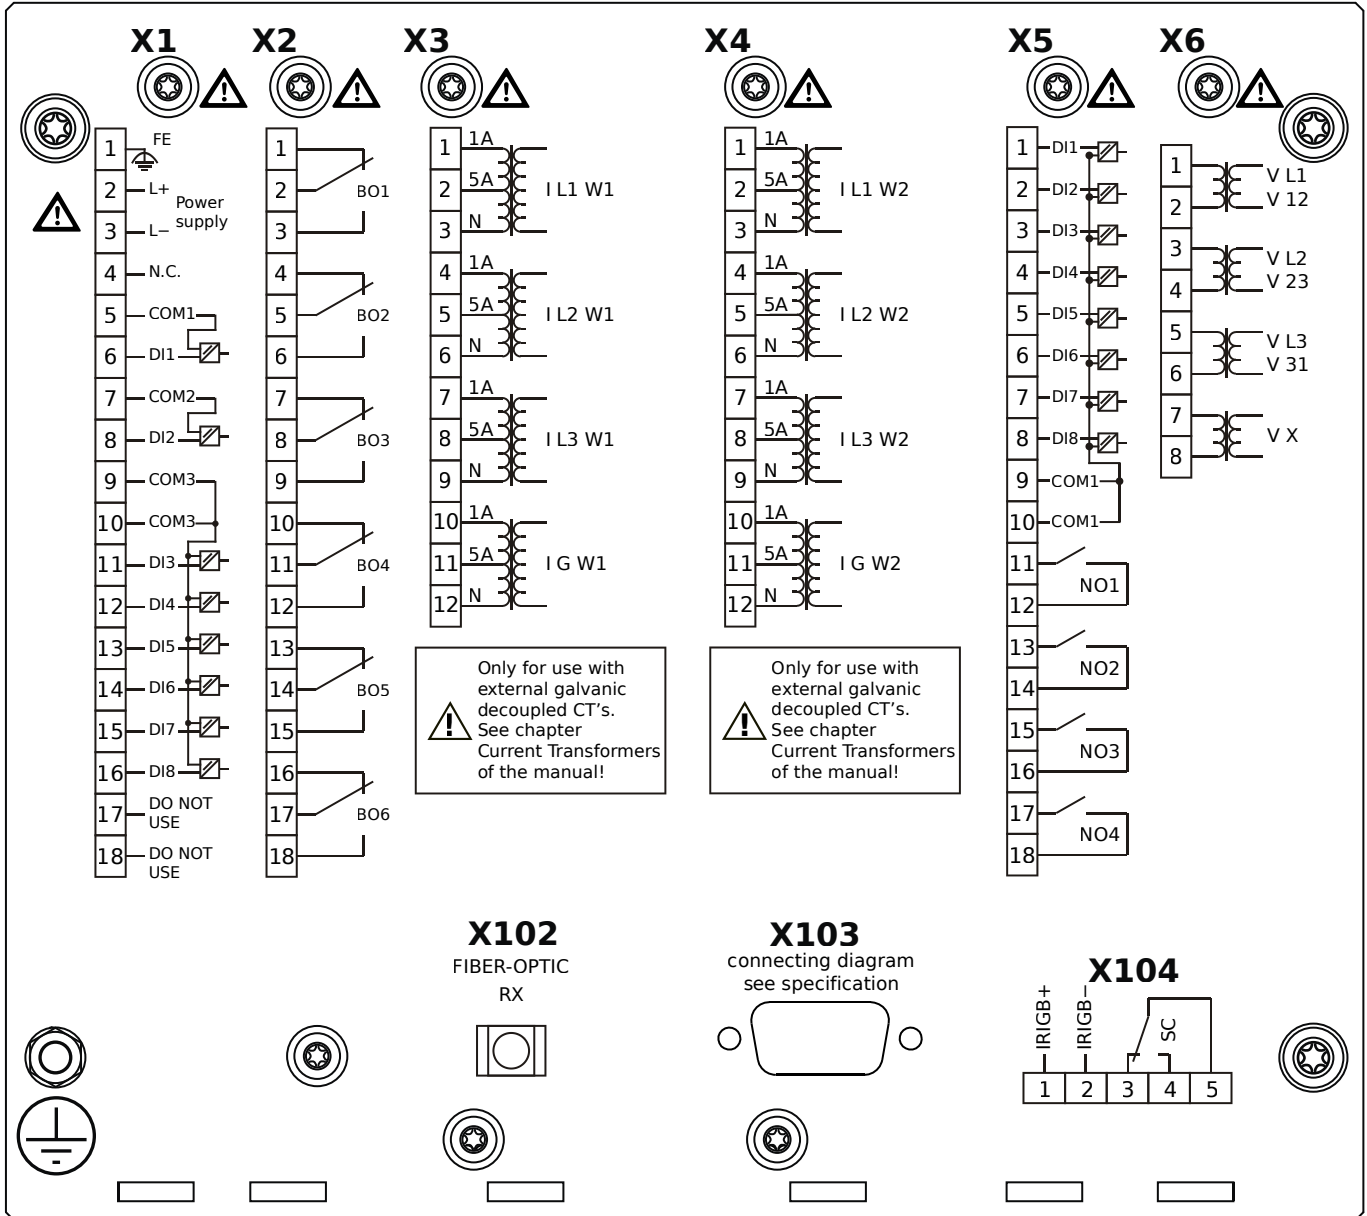 X1 X2 X3 X4 X5 X6
1 FE
2 L+
Power
supply
3 L−
4 N.C.
5 COM1
6 DI1
7 COM2
8 DI2
9 COM3
10 COM3
11 DI3
12 DI4
13 DI5
14 DI6
15 DI7
16 DI8
17 DO NOT
USE
18 DO NOT
USE
1
2 BO1
3
4
5 BO2
6
7
8 BO3
9
10
11 BO4
12
13
14 BO5
15
16
17 BO6
18
1 1A
2 5A I L1 W1
3 N
4 1A
5 5A I L2 W1
6 N
7 1A
8 5A I L3 W1
9 N
10 1A
11 5A I G W1
12 N
Only for use with
external galvanic
decoupled CT's.
See chapter
Current Transformers
of the manual!
1 1A
2 5A I L1 W2
3 N
4 1A
5 5A I L2 W2
6 N
7 1A
8 5A I L3 W2
9 N
10 1A
11 5A I G W2
12 N
Only for use with
external galvanic
decoupled CT's.
See chapter
Current Transformers
of the manual!
1 DI1
2 DI2
3 DI3
4 DI4
5 DI5
6 DI6
7 DI7
8 DI8
9 COM1
10 COM1
11
NO1
12
13
NO2
14
15
NO3
16
17
NO4
18
1 V L1
2 V 12
3 V L2
4 V 23
5 V L3
6 V 31
7
V X
8
X102
FIBER-OPTIC
RX
X103
connecting diagram
see specification
X104
IRIGB+
IRIGB−
SC
1 2 3 4 5